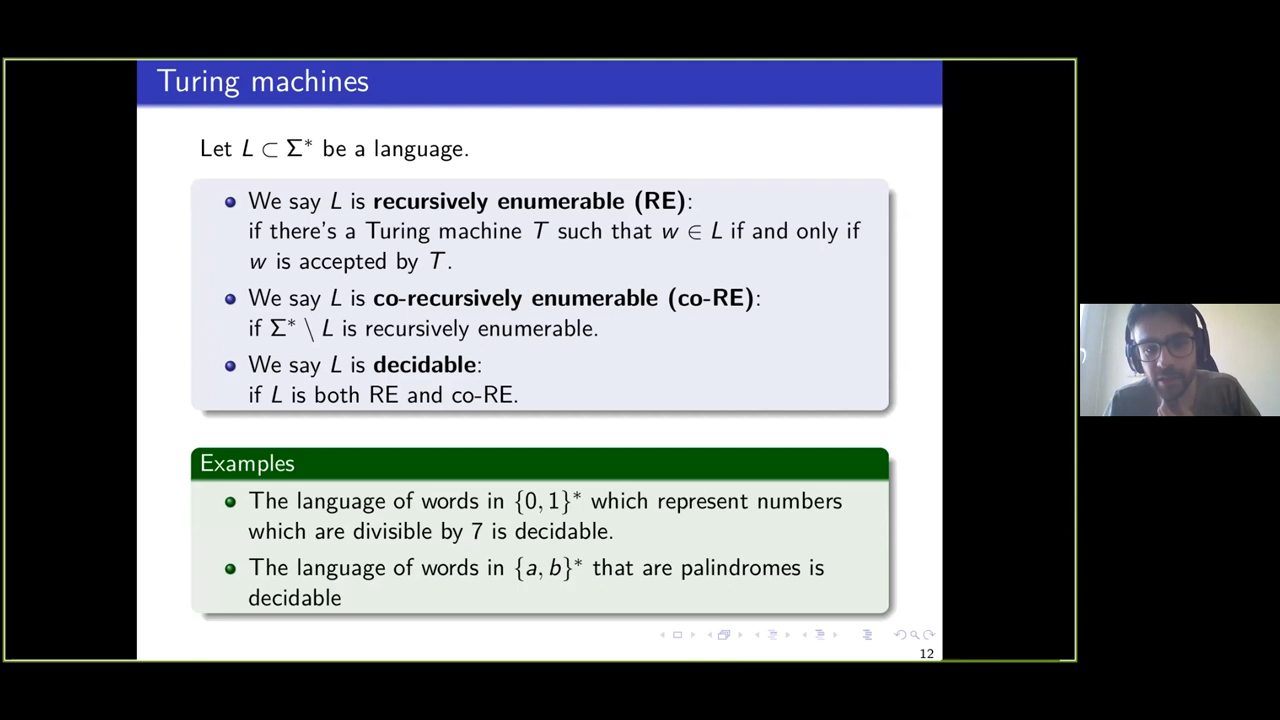 Turing machines
Let L ⊂ Σ* be a language.
We say L is recursively enumerable (RE):
if there's a Turing machine T such that w ∈ L if and only if
w is accepted by T.
We say L is co-recursively enumerable (co-RE):
if Σ* \ L is recursively enumerable.
We say L is decidable:
if L is both RE and co-RE.
Examples
The language of words in {0, 1}* which represent numbers
which are divisible by 7 is decidable.
The language of words in {a, b}* that are palindromes is
decidable
12